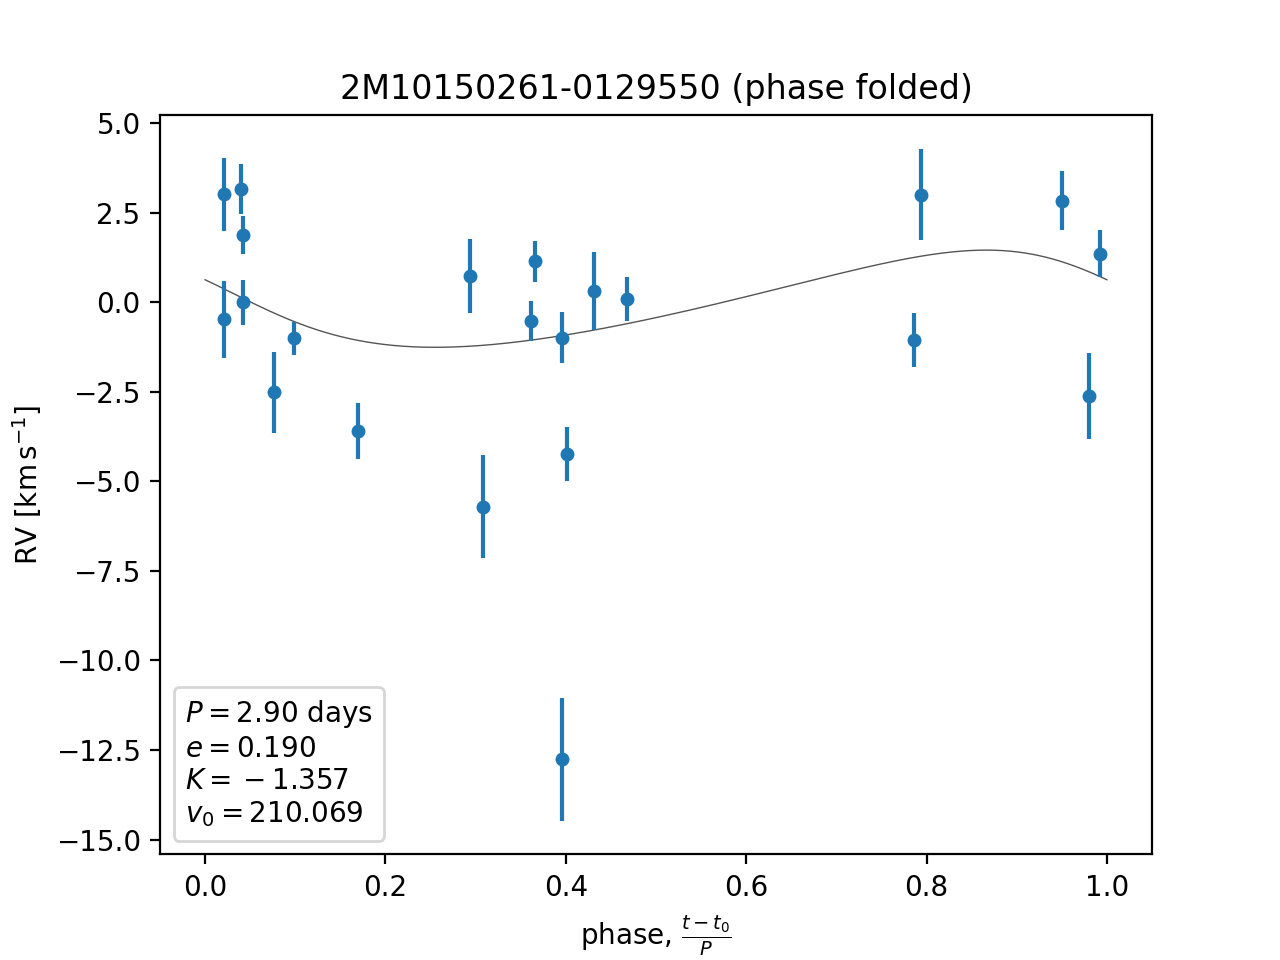 2M10150261-0129550 (phase folded)
5.0
2.5
0.0
−2.5
−5.0
−7.5
−10.0
−12.5
−15.0
RV [km s⁻¹]
P = 2.90 days
e = 0.190
K = −1.357
v₀ = 210.069
0.0 0.2 0.4 0.6 0.8 1.0
phase, (t − t₀)/P